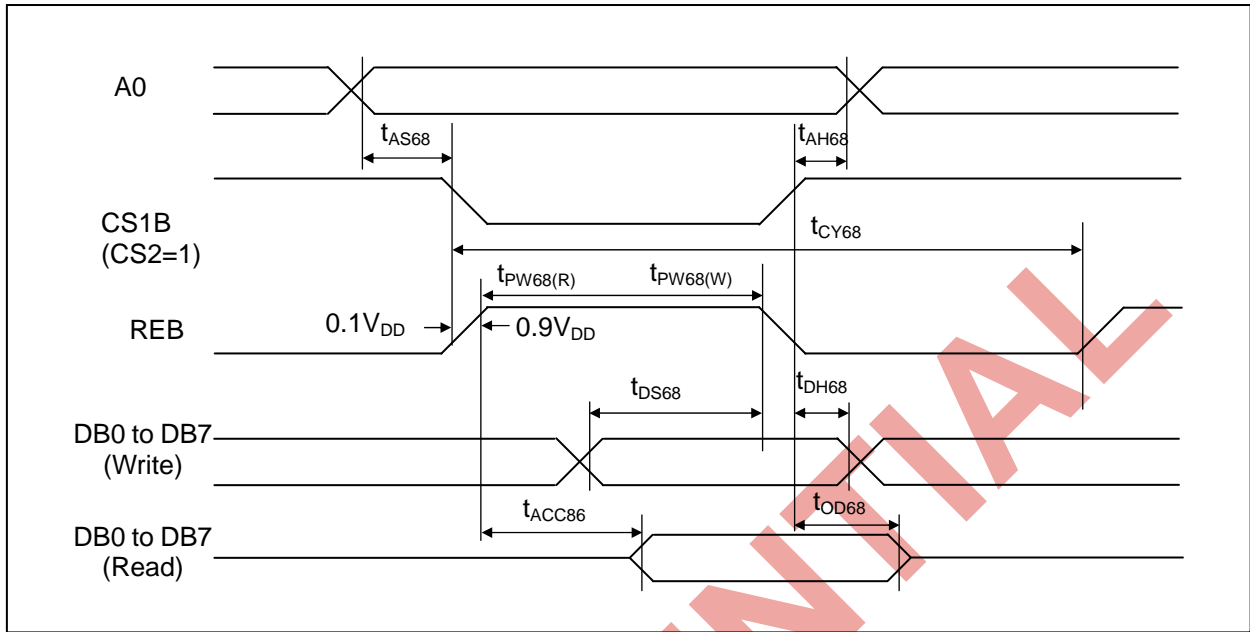 A0
tAS68
tAH68
CS1B
(CS2=1)
tCY68
tPW68(R)
tPW68(W)
REB
0.1VDD
0.9VDD
tDS68
tDH68
DB0 to DB7
(Write)
tACC86
tOD68
DB0 to DB7
(Read)
NTIAL